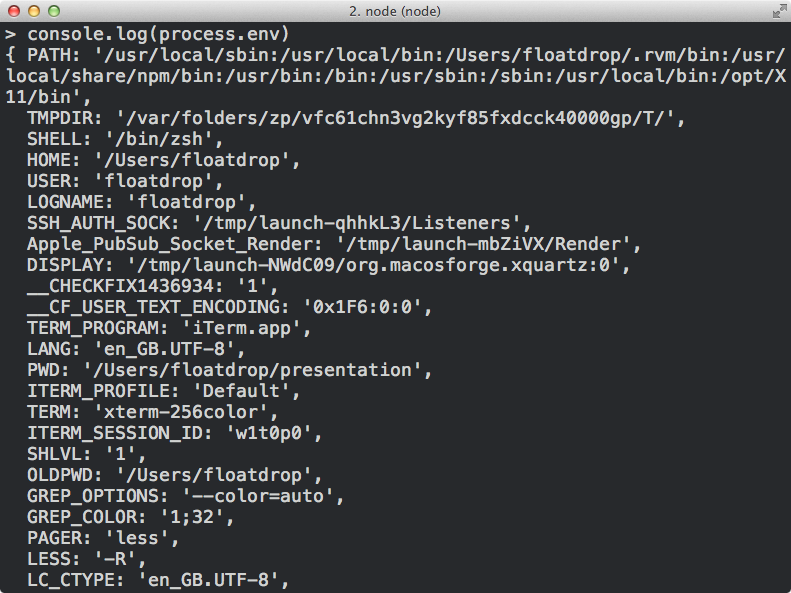 2. node (node)
> console.log(process.env)
{ PATH: '/usr/local/sbin:/usr/local/bin:/Users/floatdrop/.rvm/bin:/usr/
local/share/npm/bin:/usr/bin:/bin:/usr/sbin:/sbin:/usr/local/bin:/opt/X
11/bin',
  TMPDIR: '/var/folders/zp/vfc61chn3vg2kyf85fxdcck40000gp/T/',
  SHELL: '/bin/zsh',
  HOME: '/Users/floatdrop',
  USER: 'floatdrop',
  LOGNAME: 'floatdrop',
  SSH_AUTH_SOCK: '/tmp/launch-qhhkL3/Listeners',
  Apple_PubSub_Socket_Render: '/tmp/launch-mbZiVX/Render',
  DISPLAY: '/tmp/launch-NWdC09/org.macosforge.xquartz:0',
  __CHECKFIX1436934: '1',
  __CF_USER_TEXT_ENCODING: '0x1F6:0:0',
  TERM_PROGRAM: 'iTerm.app',
  LANG: 'en_GB.UTF-8',
  PWD: '/Users/floatdrop/presentation',
  ITERM_PROFILE: 'Default',
  TERM: 'xterm-256color',
  ITERM_SESSION_ID: 'w1t0p0',
  SHLVL: '1',
  OLDPWD: '/Users/floatdrop',
  GREP_OPTIONS: '--color=auto',
  GREP_COLOR: '1;32',
  PAGER: 'less',
  LESS: '-R',
  LC_CTYPE: 'en_GB.UTF-8',